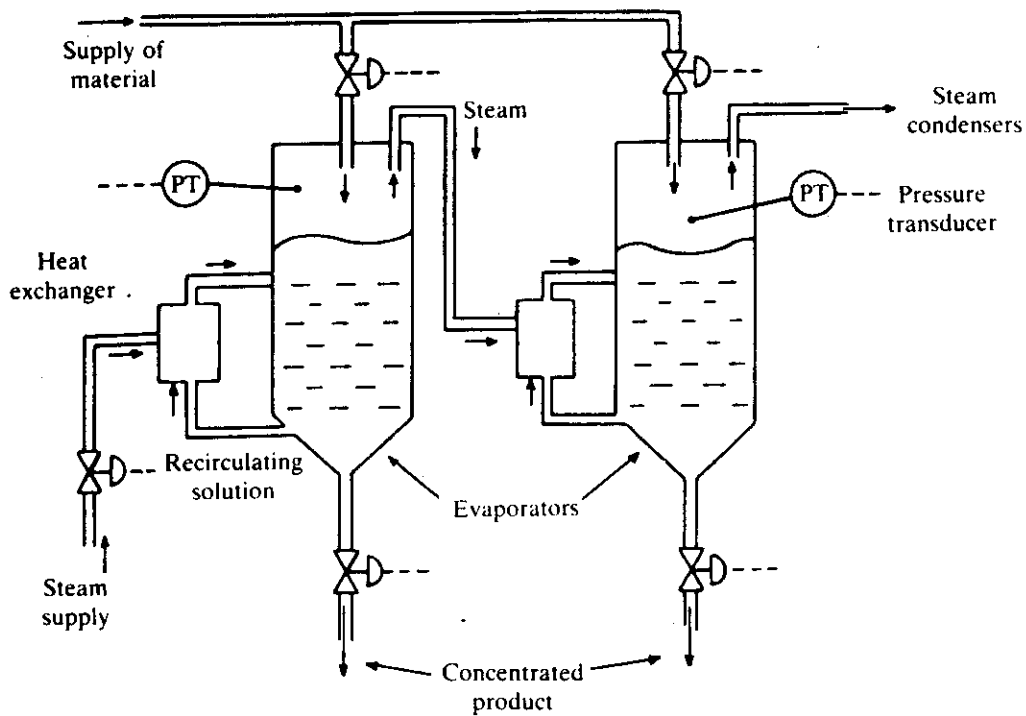 Supply of
material
Steam
Steam
condensers
PT
PT
Pressure
transducer
Heat
exchanger
Recirculating
solution
Evaporators
Steam
supply
Concentrated
product